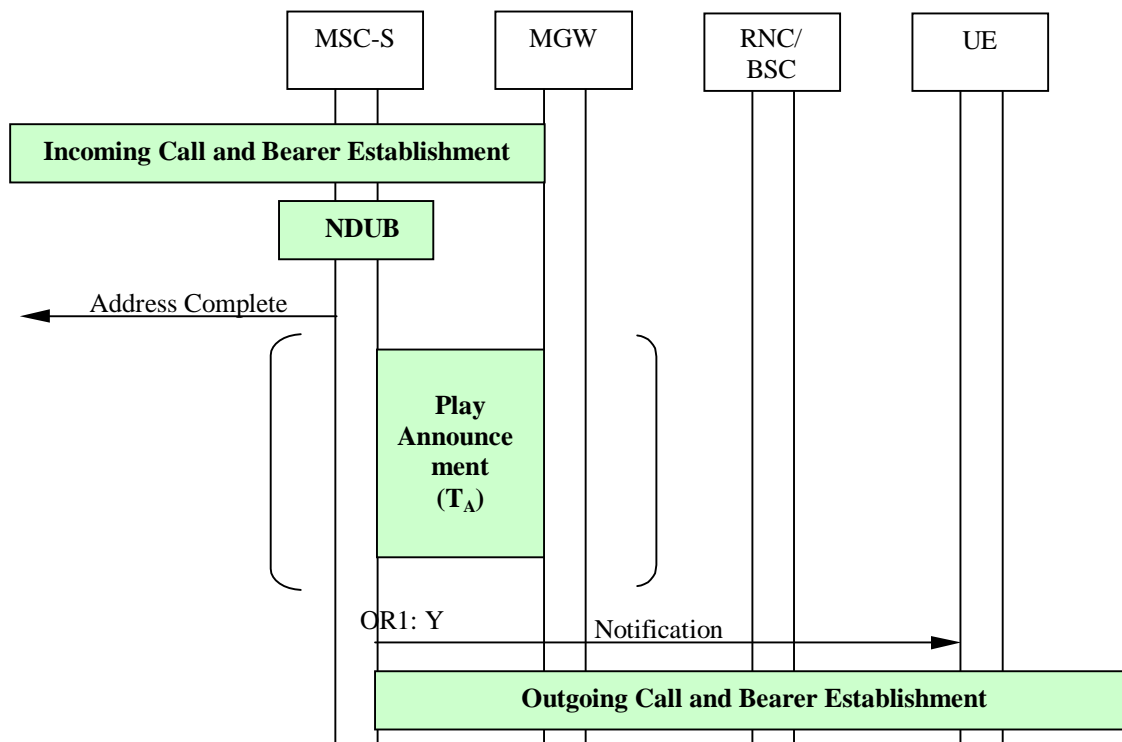 MSC-S
MGW
RNC/
BSC
UE
Incoming Call and Bearer Establishment
NDUB
Address Complete
Play
Announce
ment
(TA)
OR1: Y
Notification
Outgoing Call and Bearer Establishment